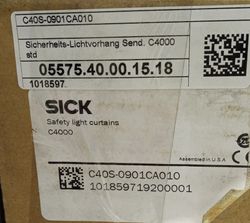 C40S-0901CA010
Sicherheits-Lichtvorhang Send. C4000
std
05575.40.00.15.18
1018597.
SICK
Safety light curtains
C4000
Assembled in U.S.A.
C40S-0901CA010
101859719200001